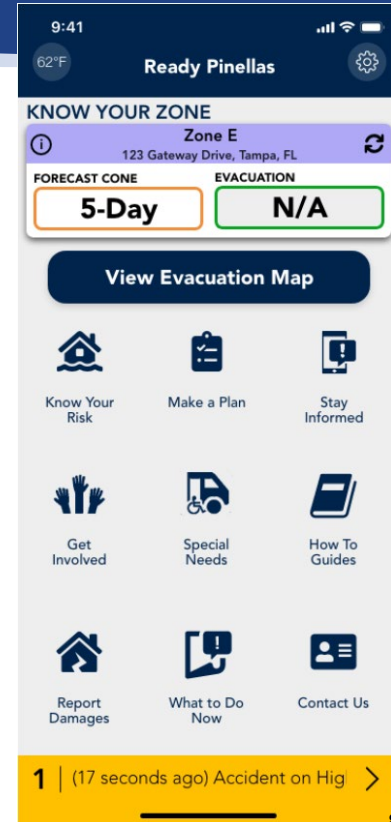 9:41
62°F
Ready Pinellas
KNOW YOUR ZONE
Zone E
123 Gateway Drive, Tampa, FL
FORECAST CONE
EVACUATION
5-Day
N/A
View Evacuation Map
Know Your
Risk
Make a Plan
Stay
Informed
Get
Involved
Special
Needs
How To
Guides
Report
Damages
What to Do
Now
Contact Us
1 | (17 seconds ago) Accident on Hig